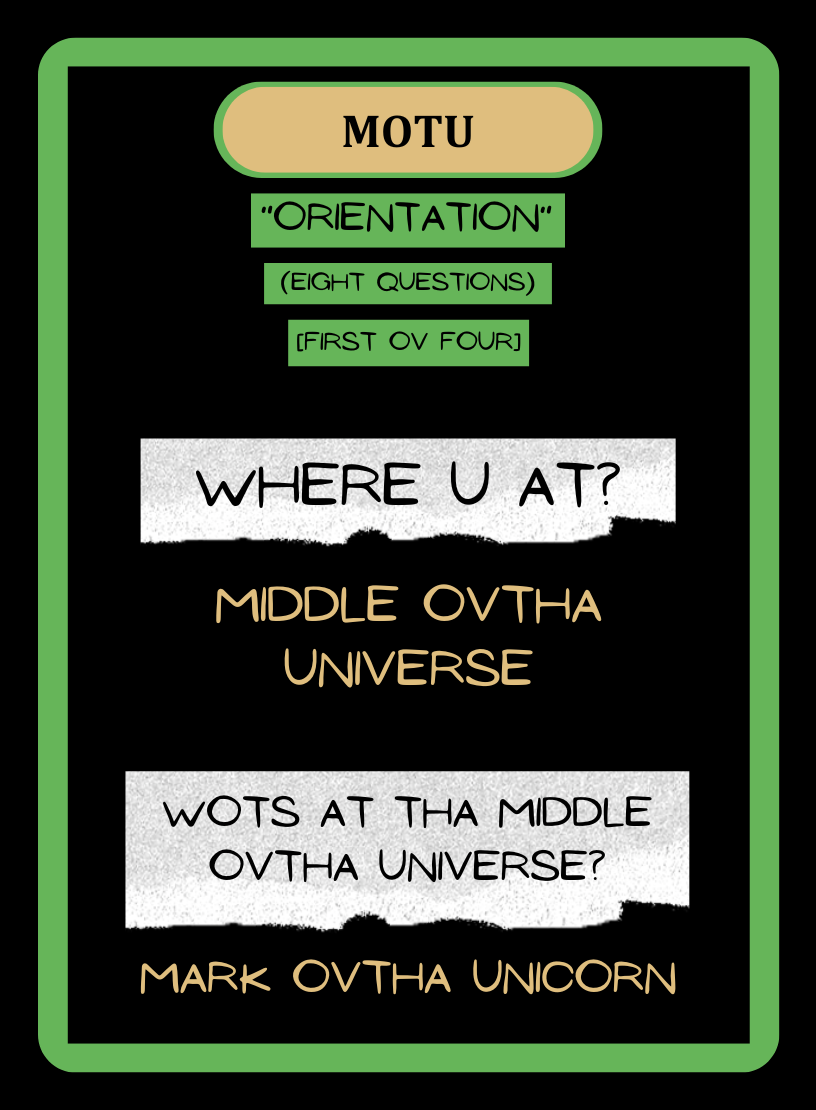 MOTU
"ORIENTATION"
(EIGHT QUESTIONS)
[FIRST OV FOUR]
WHERE U AT?
MIDDLE OVTHA
UNIVERSE
WOTS AT THA MIDDLE
OVTHA UNIVERSE?
MARK OVTHA UNICORN